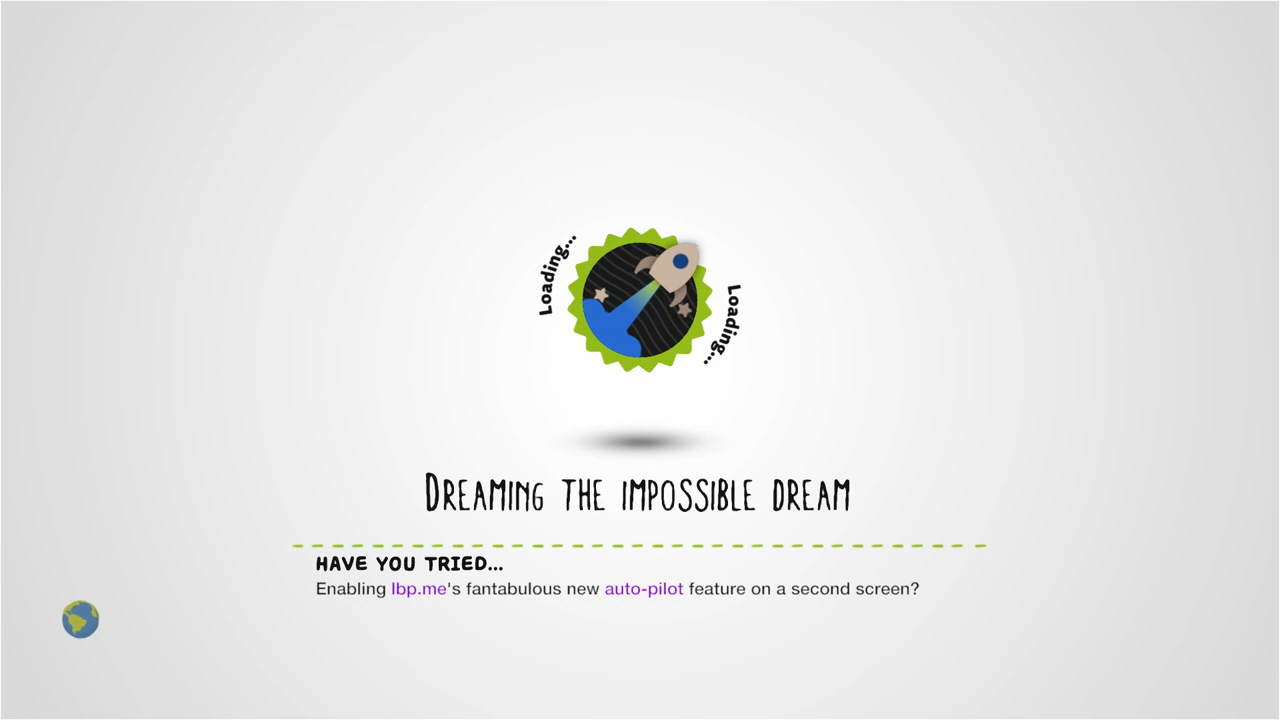 Loading...
Loading...
DREAMING THE IMPOSSIBLE DREAM
HAVE YOU TRIED...
Enabling lbp.me's fantabulous new auto-pilot feature on a second screen?